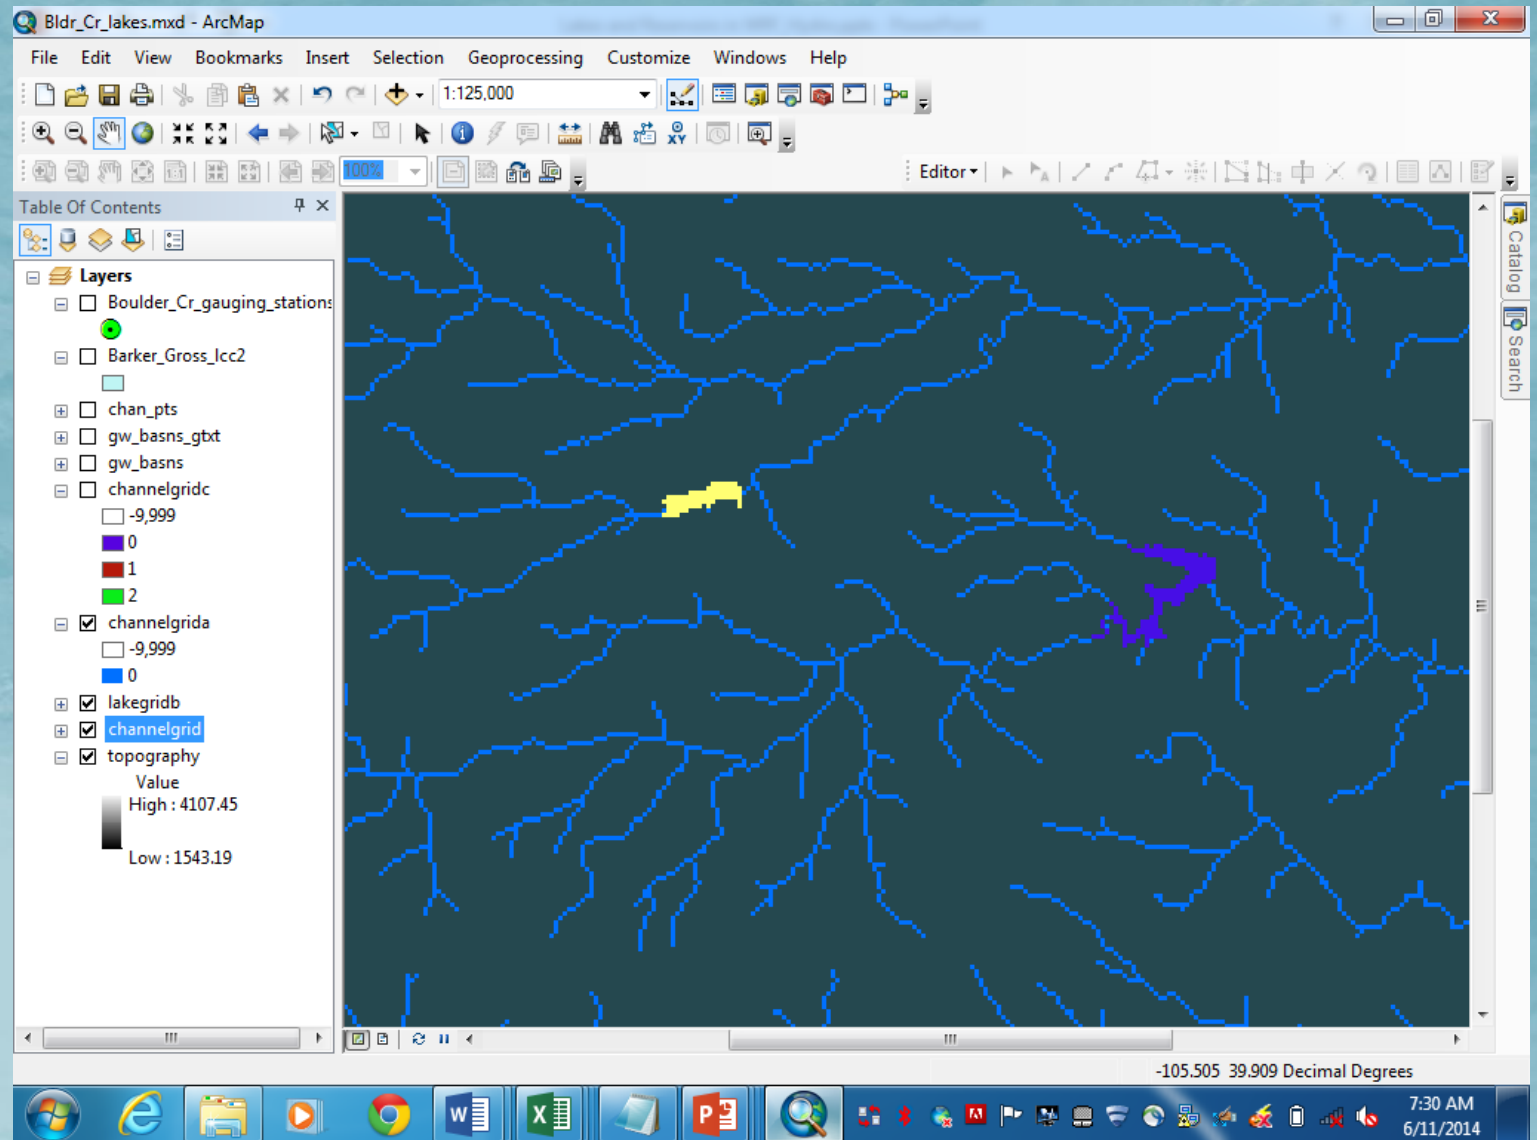 Bldr_Cr_lakes.mxd - ArcMap
File Edit View Bookmarks Insert Selection Geoprocessing Customize Windows Help
1:125,000
XY
1:1
100%
Editor
Table Of Contents
Layers
Boulder_Cr_gauging_stations
Barker_Gross_lcc2
chan_pts
gw_basns_gtxt
gw_basns
channelgridc
-9,999
0
1
2
channelgrida
-9,999
0
lakegridb
channelgrid
topography
Value
High : 4107.45
Low : 1543.19
Catalog
Search
-105.505 39.909 Decimal Degrees
7:30 AM
6/11/2014